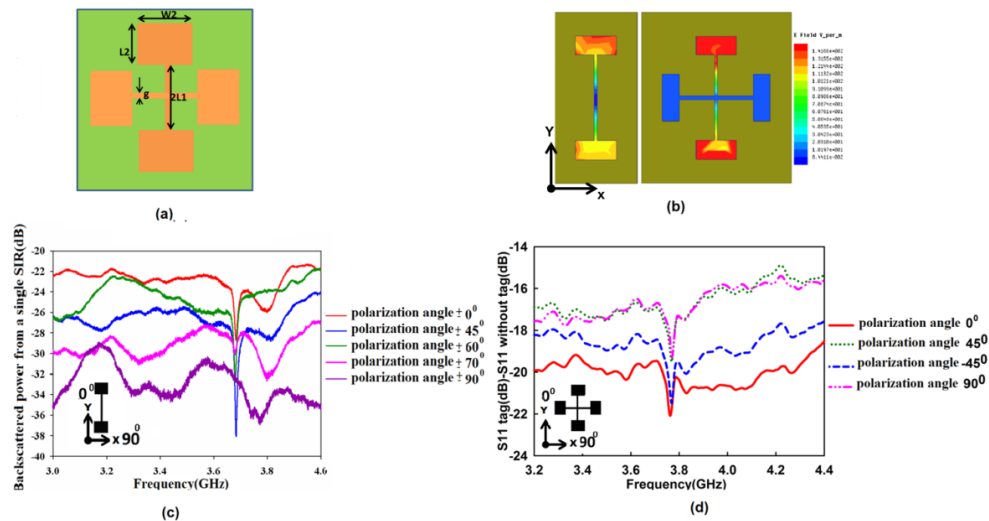 W2
L2
g
2L1
(a)
E Field V_per_m
Y
x
(b)
Backscattered power from a single SIR(dB)
-20
-22
-24
-26
-28
-30
-32
-34
-36
-38
-40
3.0
3.2
3.4
3.6
3.8
4.0
Frequency(GHz)
0⁰
Y
x 90⁰
polarization angle ± 0⁰
polarization angle ± 45⁰
polarization angle ± 60⁰
polarization angle ± 70⁰
polarization angle ± 90⁰
(c)
S11 tag(dB)-S11 without tag(dB)
-14
-16
-18
-20
-22
-24
3.2
3.6
3.8
4.0
4.4
Frequency(GHz)
0⁰
Y
x 90⁰
polarization angle 0⁰
polarization angle 45⁰
polarization angle -45⁰
polarization angle 90⁰
(d)